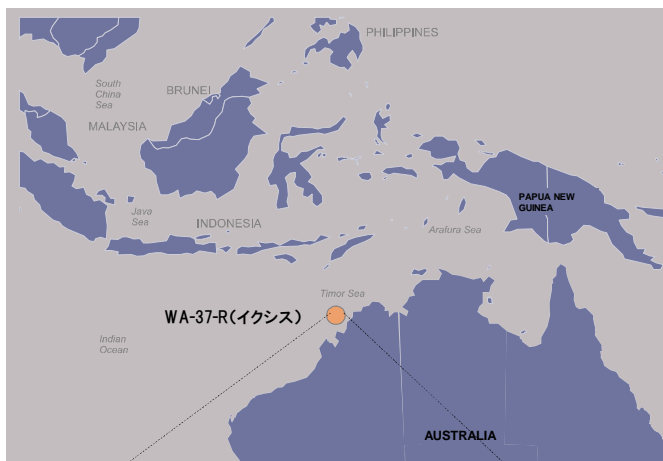 PHILIPPINES
South
China
Sea
BRUNEI
MALAYSIA
PAPUA NEW
GUINEA
Java
Sea
INDONESIA
Arafura Sea
Timor Sea
WA-37-R(イクシス)
Indian
Ocean
AUSTRALIA